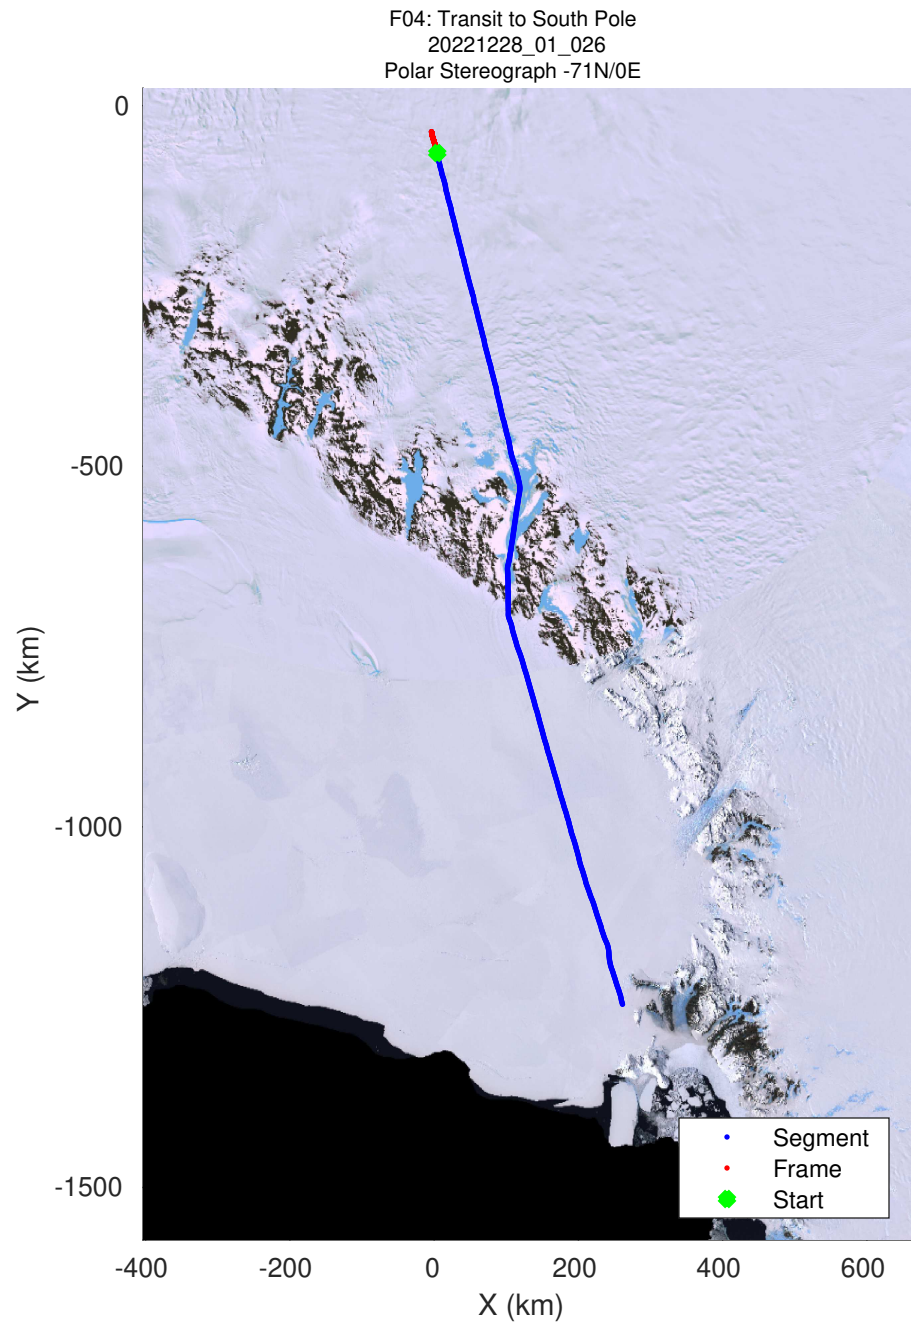 F04: Transit to South Pole
20221228_01_026
Polar Stereograph -71N/0E
0
-500
-1000
-1500
Y (km)
-400
-200
0
200
400
600
X (km)
Segment
Frame
Start